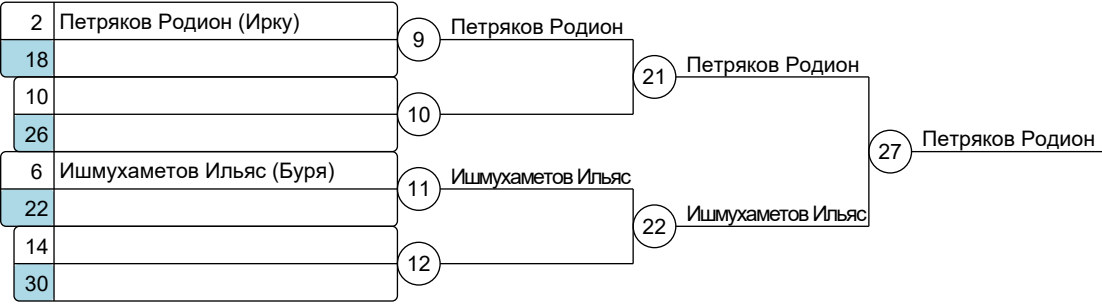 2 Петряков Родион (Ирку)
9 Петряков Родион
18
21 Петряков Родион
10
10
26
27 Петряков Родион
6 Ишмухаметов Ильяс (Буря)
11 Ишмухаметов Ильяс
22
22 Ишмухаметов Ильяс
14
12
30